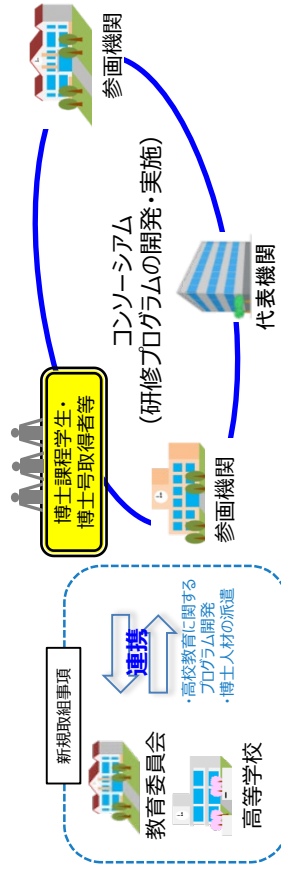 新規取組事項
教育委員会
高等学校
連携
・高校教育に関する
プログラム開発
・博士人材の派遣
博士課程学生・
博士号取得者等
コンソーシアム
(研修プログラムの開発・実施)
参画機関
代表機関
参画機関